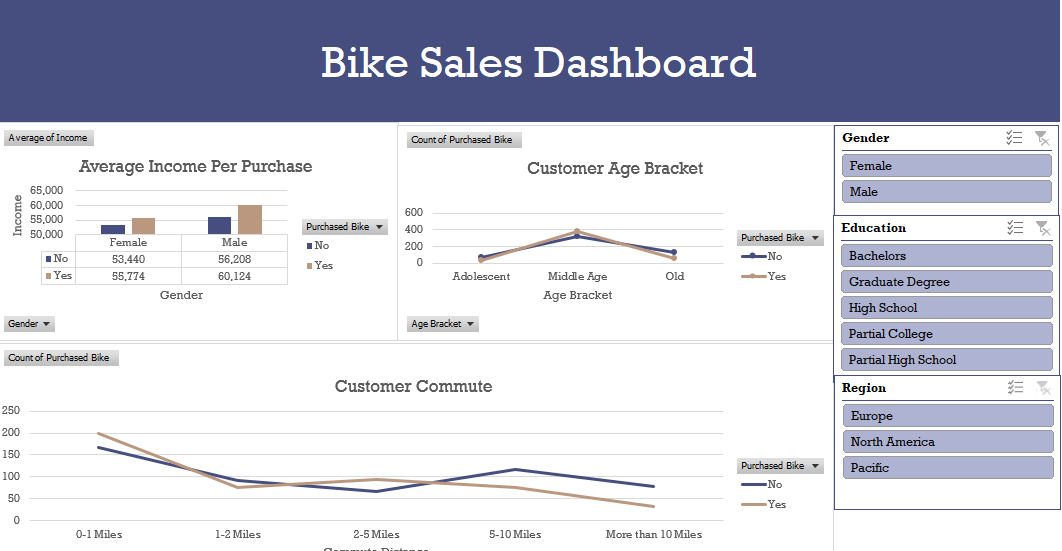 Bike Sales Dashboard
Average of Income
Average Income Per Purchase
65,000
60,000
55,000
50,000
Income
Female Male
No 53,440 56,208
Yes 55,774 60,124
Gender
Purchased Bike
No
Yes
Gender
Count of Purchased Bike
Customer Age Bracket
600
400
200
0
Adolescent Middle Age Old
Age Bracket
Purchased Bike
No
Yes
Age Bracket
Count of Purchased Bike
Customer Commute
250
200
150
100
50
0
0-1 Miles 1-2 Miles 2-5 Miles 5-10 Miles More than 10 Miles
Commute Distance
Purchased Bike
No
Yes
Gender
Female
Male
Education
Bachelors
Graduate Degree
High School
Partial College
Partial High School
Region
Europe
North America
Pacific